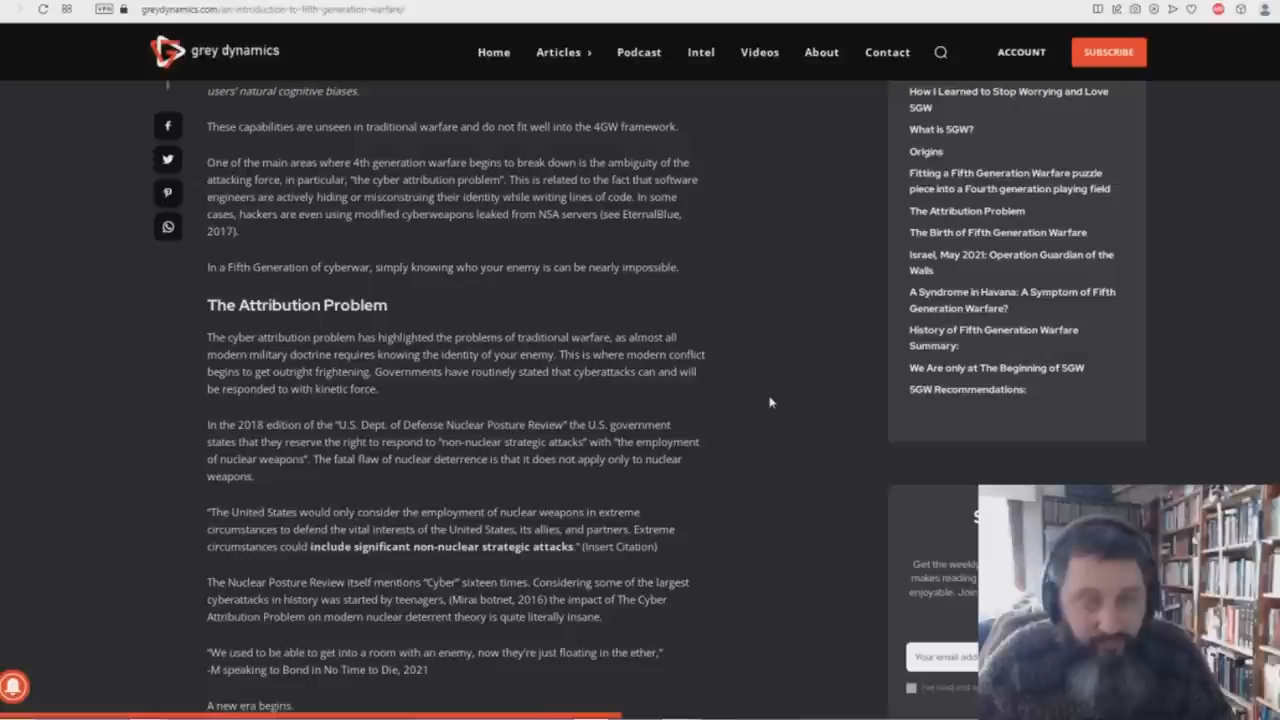 VPN greydynamics.com/an-introduction-to-fifth-generation-warfare/
grey dynamics
Home Articles › Podcast Intel Videos About Contact ACCOUNT SUBSCRIBE
users' natural cognitive biases.
These capabilities are unseen in traditional warfare and do not fit well into the 4GW framework.
One of the main areas where 4th generation warfare begins to break down is the ambiguity of the
attacking force, in particular, “the cyber attribution problem”. This is related to the fact that software
engineers are actively hiding or misconstruing their identity while writing lines of code. In some
cases, hackers are even using modified cyberweapons leaked from NSA servers (see EternalBlue,
2017).
In a Fifth Generation of cyberwar, simply knowing who your enemy is can be nearly impossible.
The Attribution Problem
The cyber attribution problem has highlighted the problems of traditional warfare, as almost all
modern military doctrine requires knowing the identity of your enemy. This is where modern conflict
begins to get outright frightening. Governments have routinely stated that cyberattacks can and will
be responded to with kinetic force.
In the 2018 edition of the “U.S. Dept. of Defense Nuclear Posture Review” the U.S. government
states that they reserve the right to respond to “non-nuclear strategic attacks” with “the employment
of nuclear weapons”. The fatal flaw of nuclear deterrence is that it does not apply only to nuclear
weapons.
“The United States would only consider the employment of nuclear weapons in extreme
circumstances to defend the vital interests of the United States, its allies, and partners. Extreme
circumstances could include significant non-nuclear strategic attacks.” (Insert Citation)
The Nuclear Posture Review itself mentions “Cyber” sixteen times. Considering some of the largest
cyberattacks in history was started by teenagers, (Mirai botnet, 2016) the impact of The Cyber
Attribution Problem on modern nuclear deterrent theory is quite literally insane.
“We used to be able to get into a room with an enemy, now they're just floating in the ether,”
-M speaking to Bond in No Time to Die, 2021
A new era begins.
How I Learned to Stop Worrying and Love
5GW
What is 5GW?
Origins
Fitting a Fifth Generation Warfare puzzle
piece into a Fourth generation playing field
The Attribution Problem
The Birth of Fifth Generation Warfare
Israel, May 2021: Operation Guardian of the
Walls
A Syndrome in Havana: A Symptom of Fifth
Generation Warfare?
History of Fifth Generation Warfare
Summary:
We Are only at The Beginning of 5GW
5GW Recommendations:
S
Get the weekly
makes reading
enjoyable. Join
Your email add
I've read and a